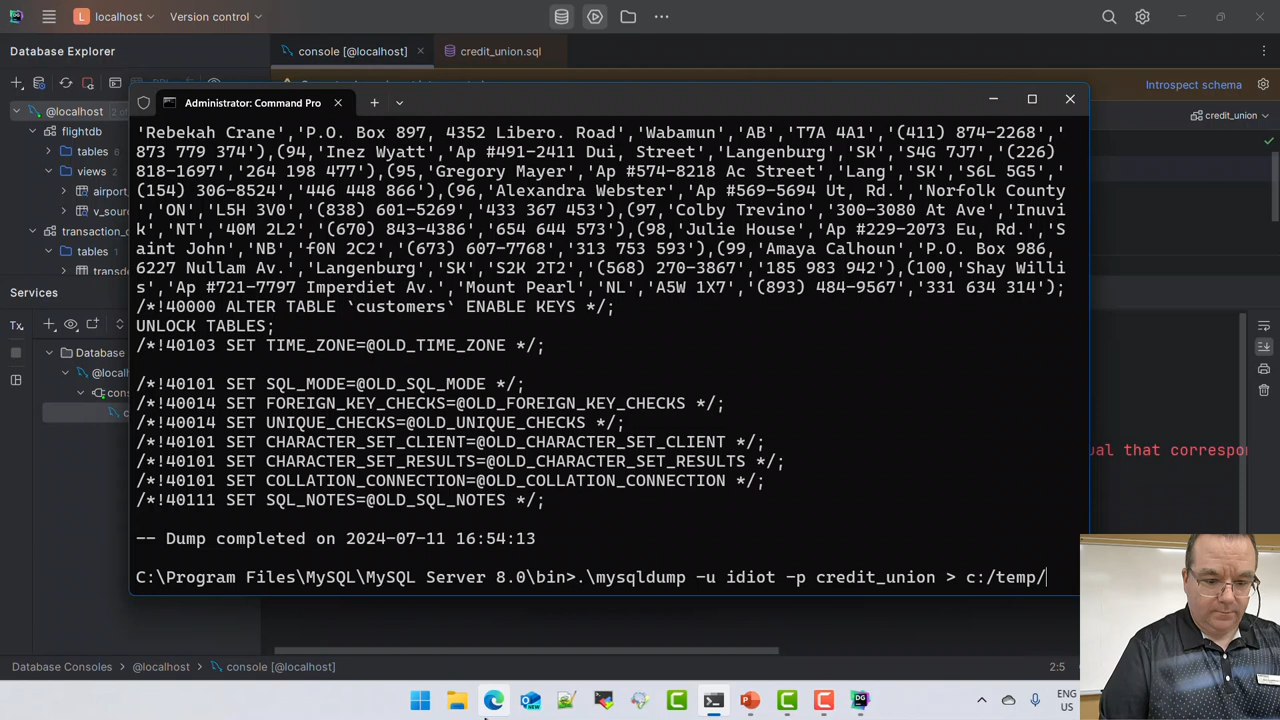 localhost
Version control
Database Explorer
console [@localhost]
credit_union.sql
Introspect schema
@localhost
flightdb
tables 6
views
airport_
v_sour
transaction_d
tables
transde
credit_union
Administrator: Command Pro
'Rebekah Crane','P.O. Box 897, 4352 Libero. Road','Wabamun','AB','T7A 4A1','(411) 874-2268','
873 779 374'),(94,'Inez Wyatt','Ap #491-2411 Dui, Street','Langenburg','SK','S4G 7J7','(226)
818-1697','264 198 477'),(95,'Gregory Mayer','Ap #574-8218 Ac Street','Lang','SK','S6L 5G5',
(154) 306-8524','446 448 866'),(96,'Alexandra Webster','Ap #569-5694 Ut, Rd.','Norfolk County
','ON','L5H 3V0','(838) 601-5269','433 367 453'),(97,'Colby Trevino','300-3080 At Ave','Inuvi
k','NT','40M 2L2','(670) 843-4386','654 644 573'),(98,'Julie House','Ap #229-2073 Eu, Rd.','S
aint John','NB','f0N 2C2','(673) 607-7768','313 753 593'),(99,'Amaya Calhoun','P.O. Box 986,
6227 Nullam Av.','Langenburg','SK','S2K 2T2','(568) 270-3867','185 983 942'),(100,'Shay Willi
s','Ap #721-7797 Imperdiet Av.','Mount Pearl','NL','A5W 1X7','(893) 484-9567','331 634 314');
/*!40000 ALTER TABLE `customers` ENABLE KEYS */;
UNLOCK TABLES;
/*!40103 SET TIME_ZONE=@OLD_TIME_ZONE */;
/*!40101 SET SQL_MODE=@OLD_SQL_MODE */;
/*!40014 SET FOREIGN_KEY_CHECKS=@OLD_FOREIGN_KEY_CHECKS */;
/*!40014 SET UNIQUE_CHECKS=@OLD_UNIQUE_CHECKS */;
/*!40101 SET CHARACTER_SET_CLIENT=@OLD_CHARACTER_SET_CLIENT */;
/*!40101 SET CHARACTER_SET_RESULTS=@OLD_CHARACTER_SET_RESULTS */;
/*!40101 SET COLLATION_CONNECTION=@OLD_COLLATION_CONNECTION */;
/*!40111 SET SQL_NOTES=@OLD_SQL_NOTES */;
-- Dump completed on 2024-07-11 16:54:13
C:\Program Files\MySQL\MySQL Server 8.0\bin>.\mysqldump -u idiot -p credit_union > c:/temp/
Services
Tx
Database
@localh
cons
c
ual that correspon
Database Consoles > @localhost > console [@localhost]
2:5
ENG
US